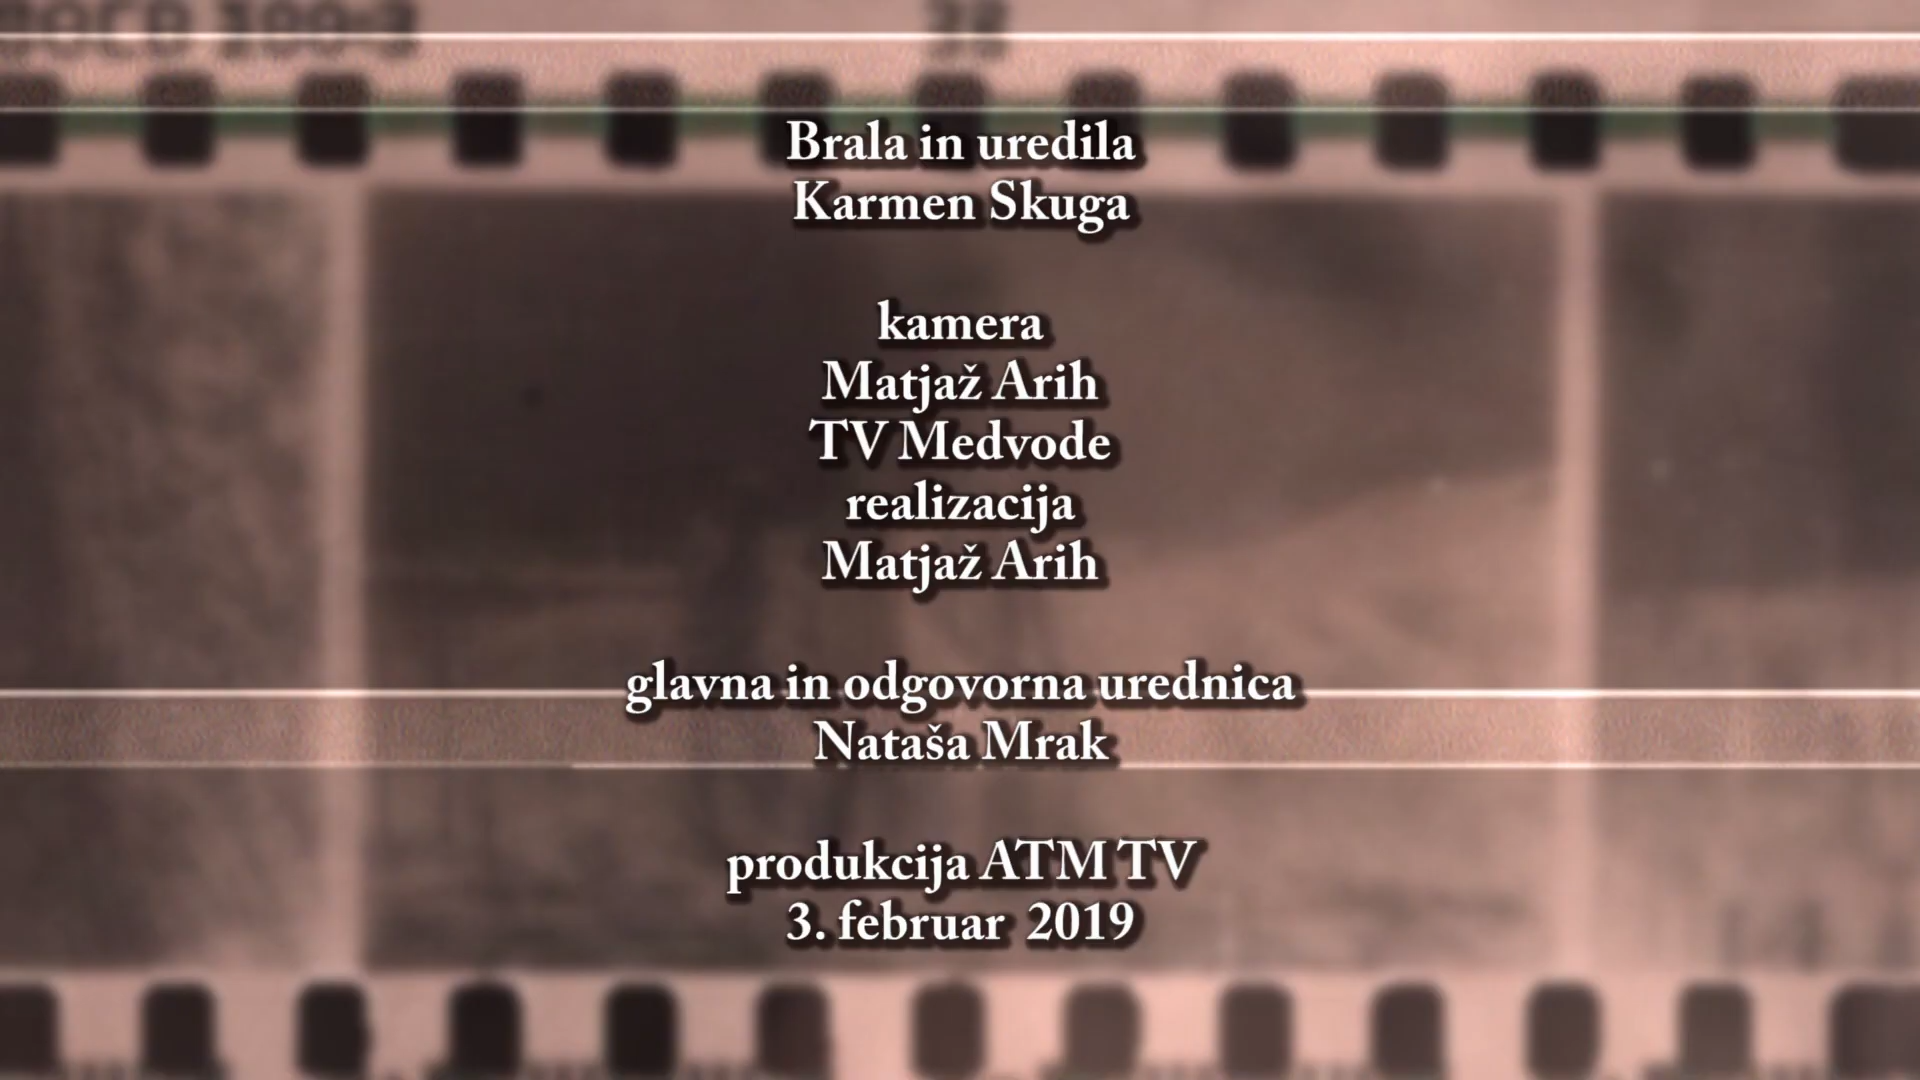 Brala in uredila
Karmen Skuga
kamera
Matjaž Arih
TV Medvode
realizacija
Matjaž Arih
glavna in odgovorna urednica
Nataša Mrak
produkcija ATM TV
3. februar 2019